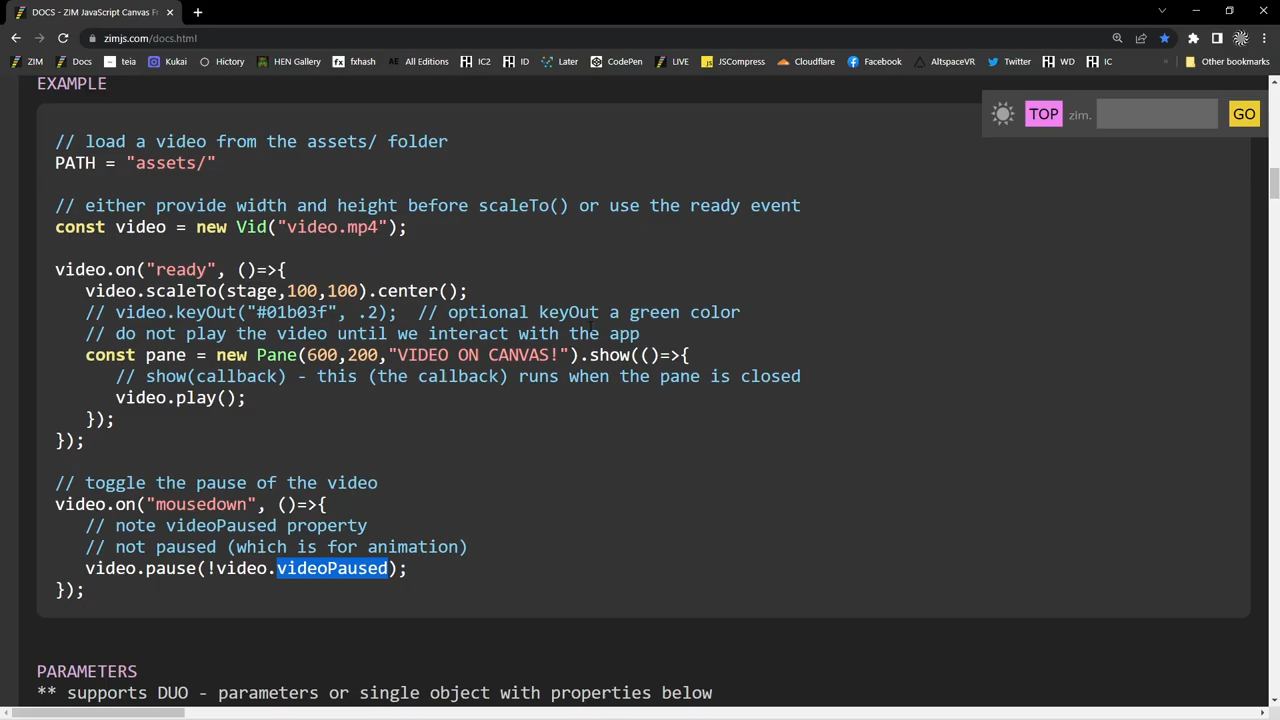 DOCS - ZIM JavaScript Canvas Fr
zimjs.com/docs.html
ZIM Docs teia Kukai History HEN Gallery fxhash All Editions IC2 ID Later CodePen LIVE JSCompress Cloudflare Facebook AltspaceVR Twitter WD IC Other bookmarks
EXAMPLE
TOP zim. GO
// load a video from the assets/ folder
PATH = "assets/"
// either provide width and height before scaleTo() or use the ready event
const video = new Vid("video.mp4");
video.on("ready", ()=>{
video.scaleTo(stage,100,100).center();
// video.keyOut("#01b03f", .2);  // optional keyOut a green color
// do not play the video until we interact with the app
const pane = new Pane(600,200,"VIDEO ON CANVAS!").show(()=>{
// show(callback) - this (the callback) runs when the pane is closed
video.play();
});
});
// toggle the pause of the video
video.on("mousedown", ()=>{
// note videoPaused property
// not paused (which is for animation)
video.pause(!video.videoPaused);
});
PARAMETERS
** supports DUO - parameters or single object with properties below